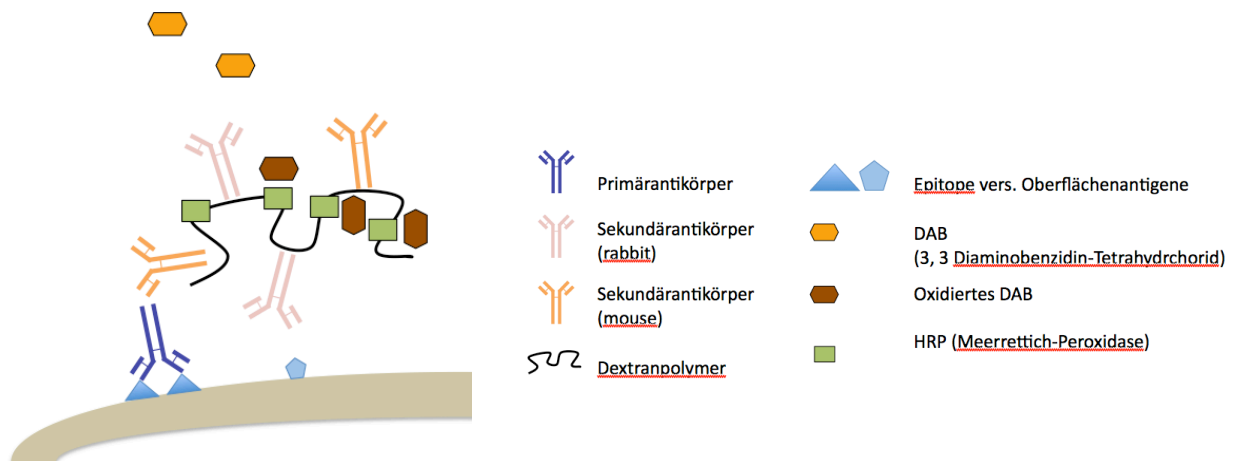 Primärantikörper
Sekundärantikörper
(rabbit)
Sekundärantikörper
(mouse)
Dextranpolymer
Epitope vers. Oberflächenantigene
DAB
(3, 3 Diaminobenzidin-Tetrahydrchorid)
Oxidiertes DAB
HRP (Meerrettich-Peroxidase)